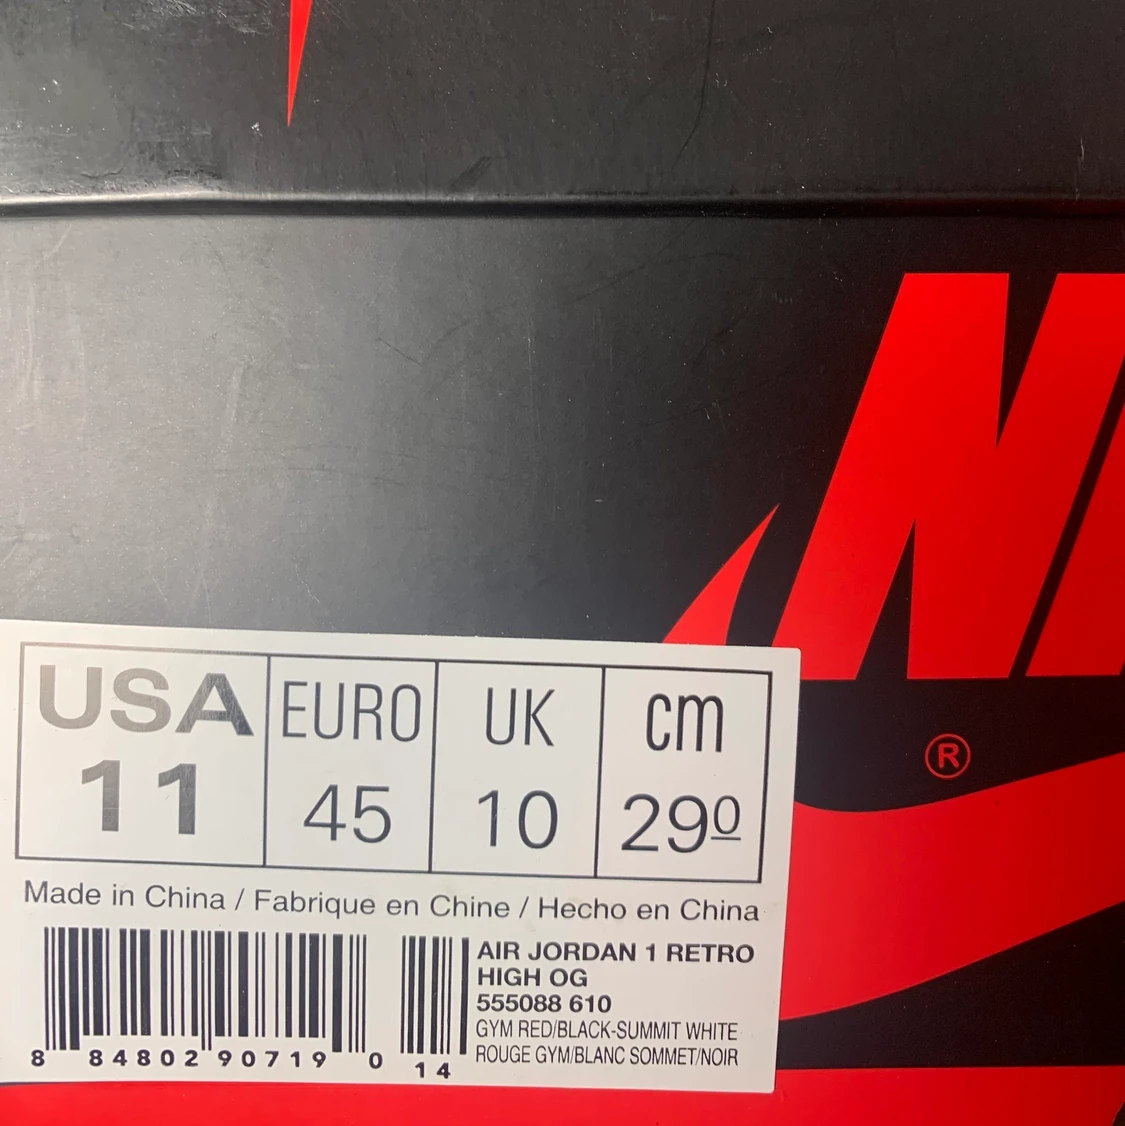 NI
®
USA EURO UK cm
11 45 10 29º
Made in China / Fabrique en Chine / Hecho en China
AIR JORDAN 1 RETRO
HIGH OG
555088 610
GYM RED/BLACK-SUMMIT WHITE
ROUGE GYM/BLANC SOMMET/NOIR
8 84802 90719 0 14